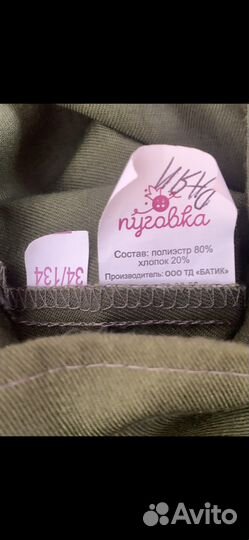 пуговка
Состав: полиэстр 80%
хлопок 20%
Производитель: ООО ТД «БАТИК»
34/134
Avito